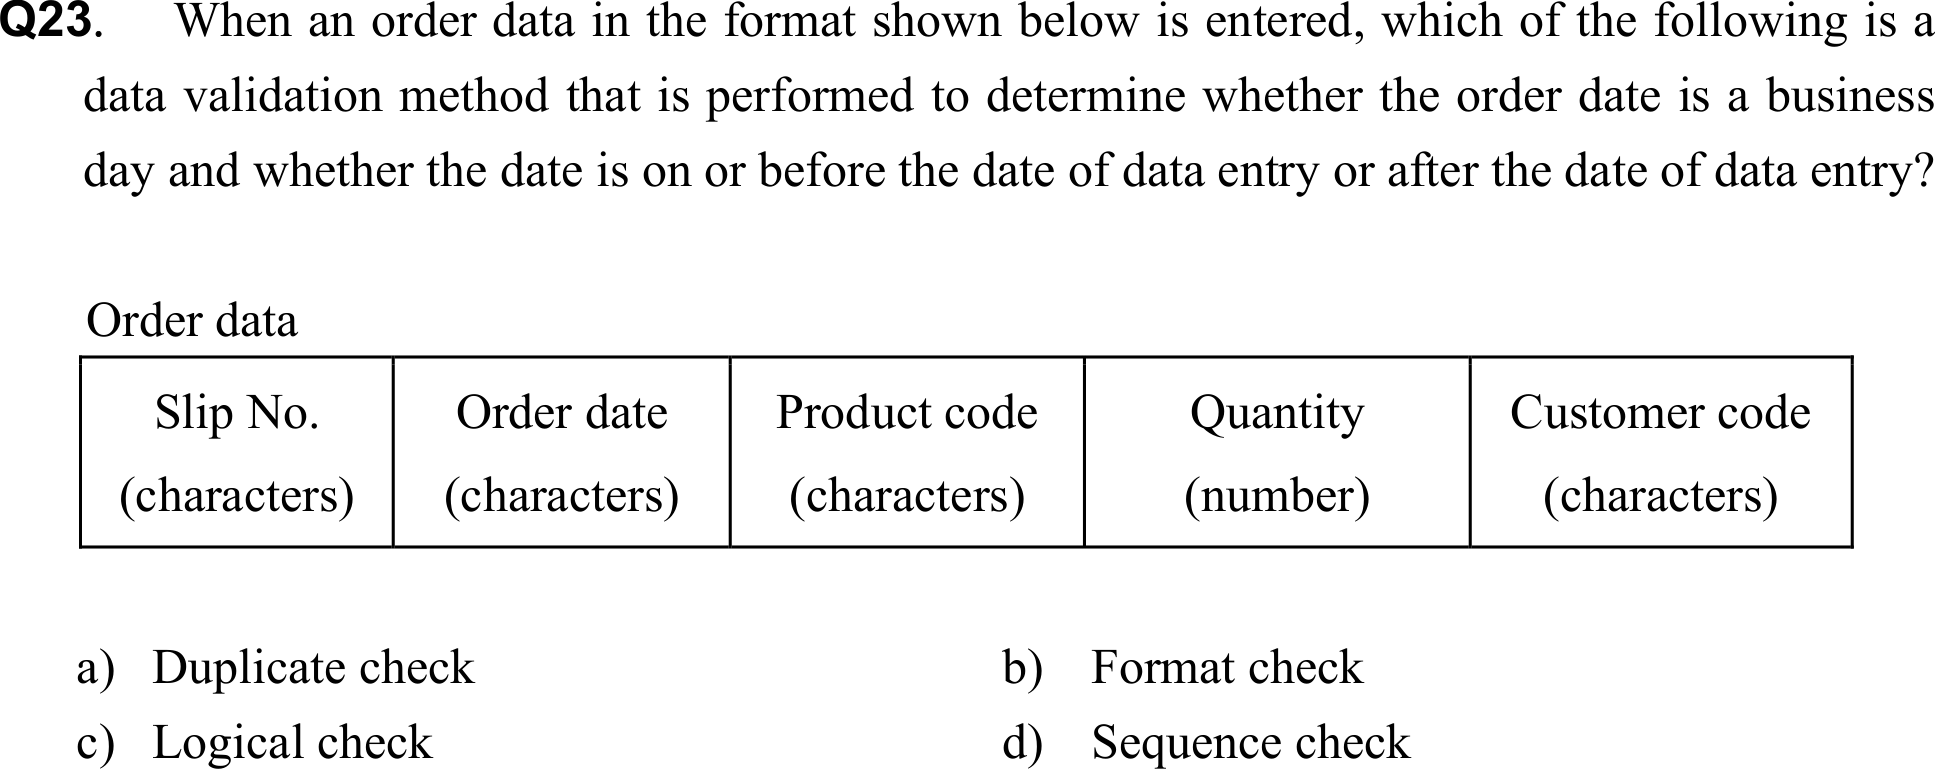 Q23. When an order data in the format shown below is entered, which of the following is a
data validation method that is performed to determine whether the order date is a business
day and whether the date is on or before the date of data entry or after the date of data entry?
Order data
Slip No. Order date Product code Quantity Customer code
(characters) (characters) (characters) (number) (characters)
a) Duplicate check b) Format check
c) Logical check d) Sequence check